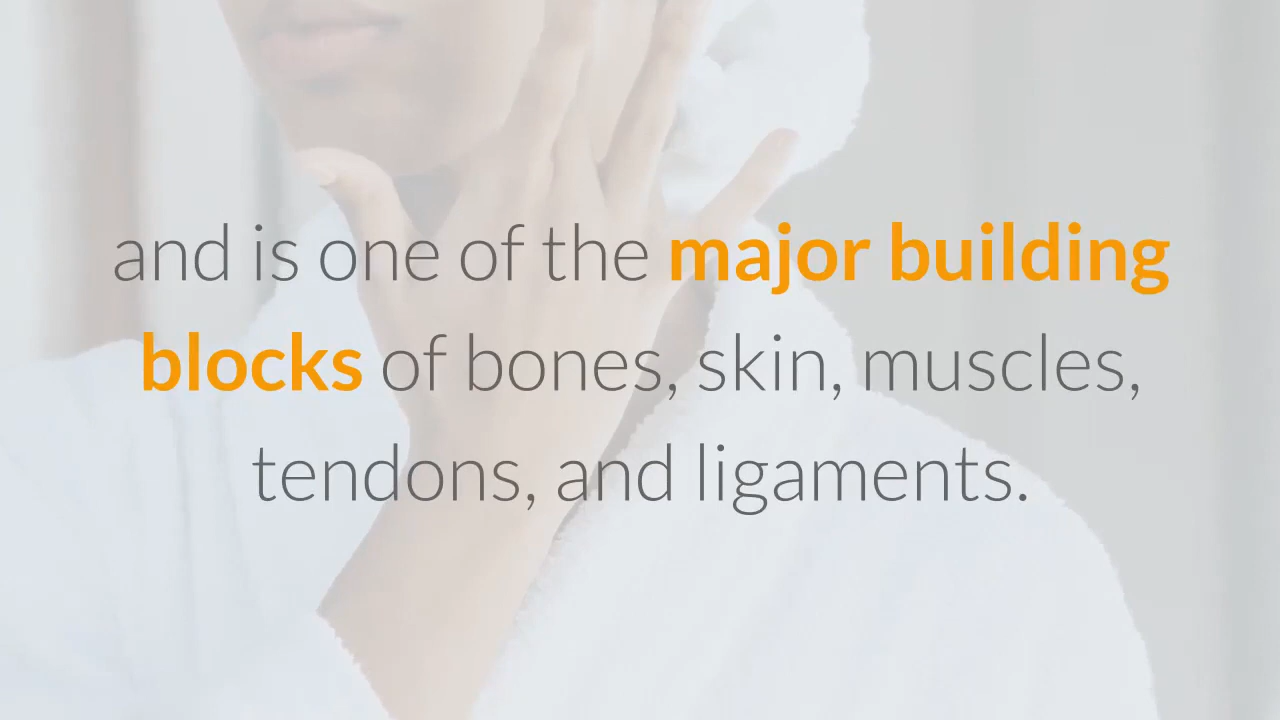 and is one of the major building
blocks of bones, skin, muscles,
tendons, and ligaments.